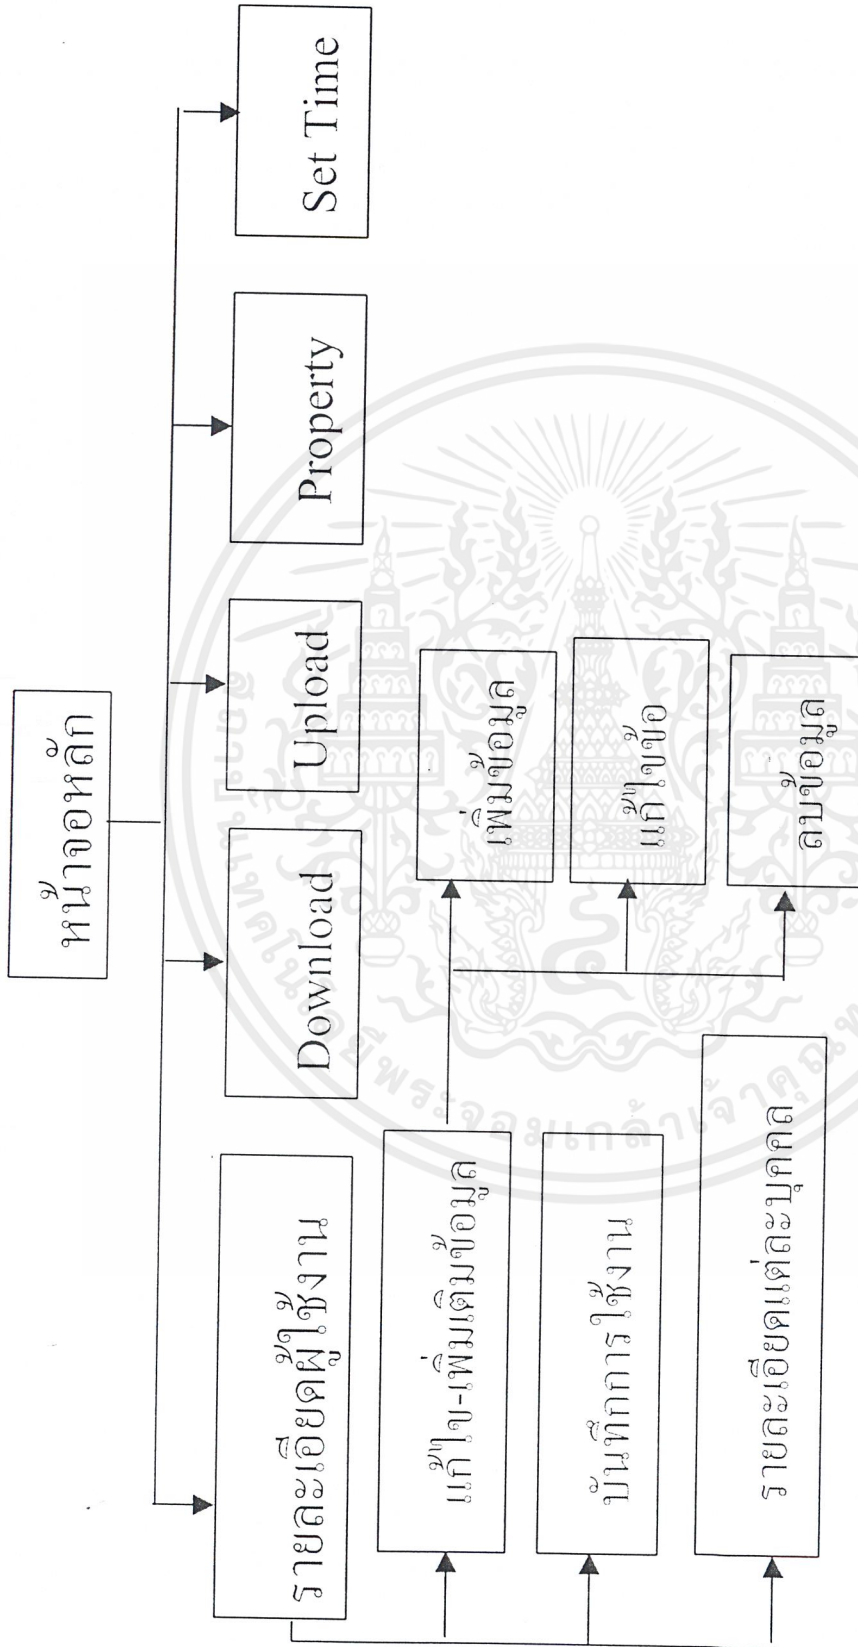 หน้าจอหลัก
รายละเอียดผู้ใช้งาน
Download
Upload
Property
Set Time
แก้ไข-เพิ่มเติมข้อมูล
เพิ่มข้อมูล
บันทึกการใช้งาน
แก้ไขข้อ
รายละเอียดแต่ละบุคคล
ลบข้อมูล